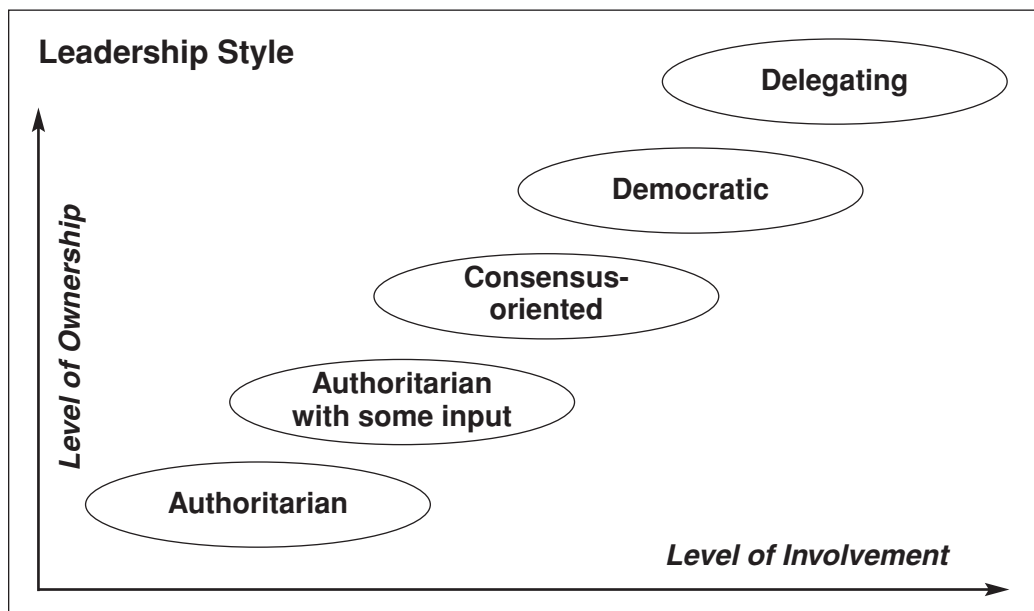 Leadership Style
Delegating
Democratic
Consensus-
oriented
Authoritarian
with some input
Authoritarian
Level of Ownership
Level of Involvement